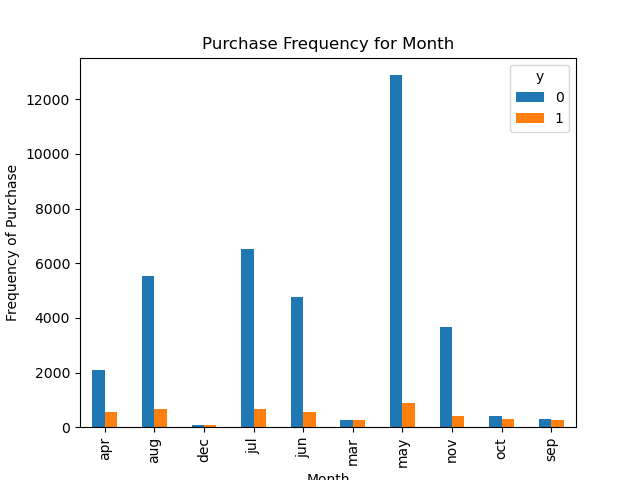 Purchase Frequency for Month
y
0
1
Frequency of Purchase
12000
10000
8000
6000
4000
2000
0
apr
aug
dec
jul
jun
mar
may
nov
oct
sep
Month